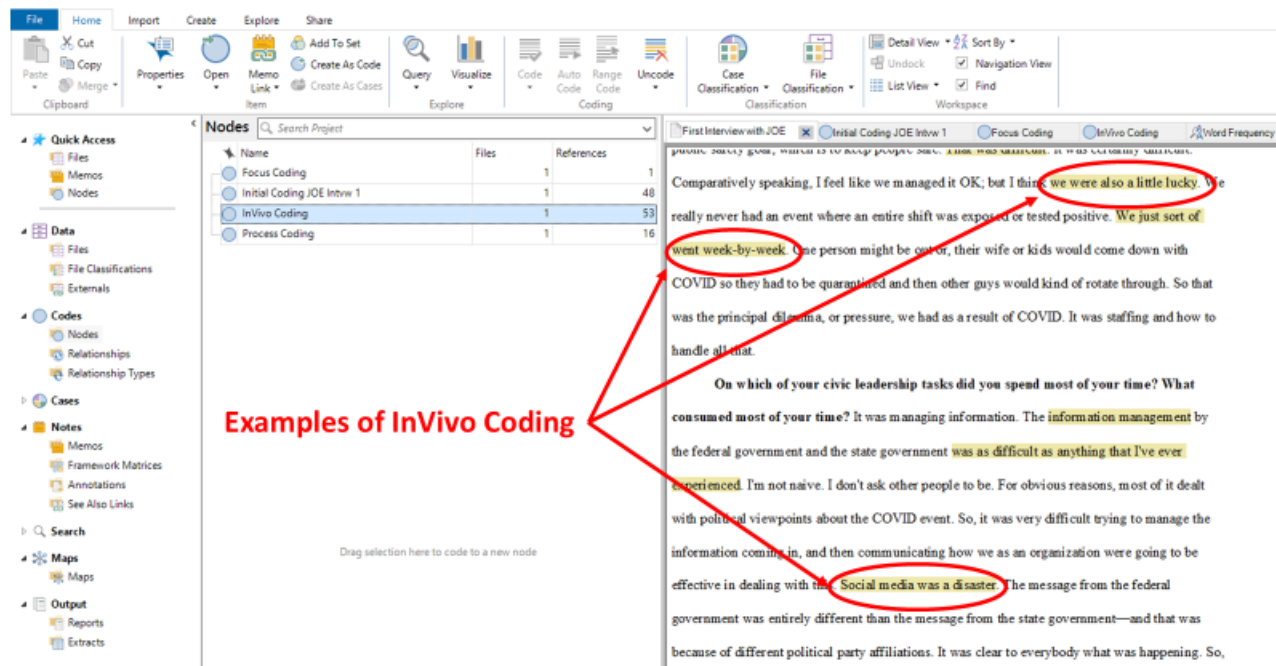 File Home Import Create Explore Share
Cut
Copy
Merge
Paste
Clipboard
Properties
Open
Memo Link
Add To Set
Create As Code
Create As Cases
Item
Query
Visualize
Explore
Code
Auto Code
Range Code
Uncode
Coding
Case Classification
File Classification
Classification
Detail View
Sort By
Undock
Navigation View
List View
Find
Workspace
Quick Access
Files
Memos
Nodes
Data
Files
File Classifications
Externals
Codes
Nodes
Relationships
Relationship Types
Cases
Notes
Memos
Framework Matrices
Annotations
See Also Links
Search
Maps
Maps
Output
Reports
Extracts
Nodes Search Project
Name Files References
Focus Coding 1 1
Initial Coding JOE Intvw 1 1 48
InVivo Coding 1 53
Process Coding 1 16
Examples of InVivo Coding
Drag selection here to code to a new node
First Interview with JOE Initial Coding JOE Intvw 1 Focus Coding InVivo Coding Word Frequency
public safety goal, which is to keep people safe. That was difficult. It was certainly difficult.
Comparatively speaking, I feel like we managed it OK; but I think we were also a little lucky. We
really never had an event where an entire shift was exposed or tested positive. We just sort of
went week-by-week. One person might be out or, their wife or kids would come down with
COVID so they had to be quarantined and then other guys would kind of rotate through. So that
was the principal dilemma, or pressure, we had as a result of COVID. It was staffing and how to
handle all that.
On which of your civic leadership tasks did you spend most of your time? What
consumed most of your time? It was managing information. The information management by
the federal government and the state government was as difficult as anything that I've ever
experienced. I'm not naive. I don't ask other people to be. For obvious reasons, most of it dealt
with political viewpoints about the COVID event. So, it was very difficult trying to manage the
information coming in, and then communicating how we as an organization were going to be
effective in dealing with that. Social media was a disaster. The message from the federal
government was entirely different than the message from the state government—and that was
because of different political party affiliations. It was clear to everybody what was happening. So,